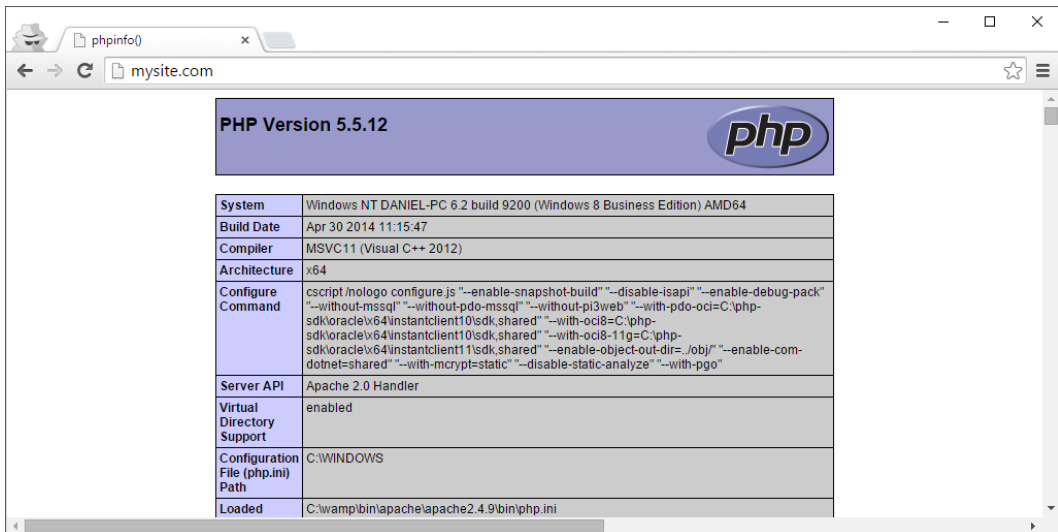 phpinfo()
mysite.com
PHP Version 5.5.12
php
System
Windows NT DANIEL-PC 6.2 build 9200 (Windows 8 Business Edition) AMD64
Build Date
Apr 30 2014 11:15:47
Compiler
MSVC11 (Visual C++ 2012)
Architecture
x64
Configure
Command
cscript /nologo configure.js "--enable-snapshot-build" "--disable-isapi" "--enable-debug-pack"
"--without-mssql" "--without-pdo-mssql" "--without-pi3web" "--with-pdo-oci=C:\php-
sdk\oracle\x64\instantclient10\sdk,shared" "--with-oci8=C:\php-
sdk\oracle\x64\instantclient10\sdk,shared" "--with-oci8-11g=C:\php-
sdk\oracle\x64\instantclient11\sdk,shared" "--enable-object-out-dir=../obj/" "--enable-com-
dotnet=shared" "--with-mcrypt=static" "--disable-static-analyze" "--with-pgo"
Server API
Apache 2.0 Handler
Virtual
Directory
Support
enabled
Configuration
File (php.ini)
Path
C:\WINDOWS
Loaded
C:\wamp\bin\apache\apache2.4.9\bin\php.ini